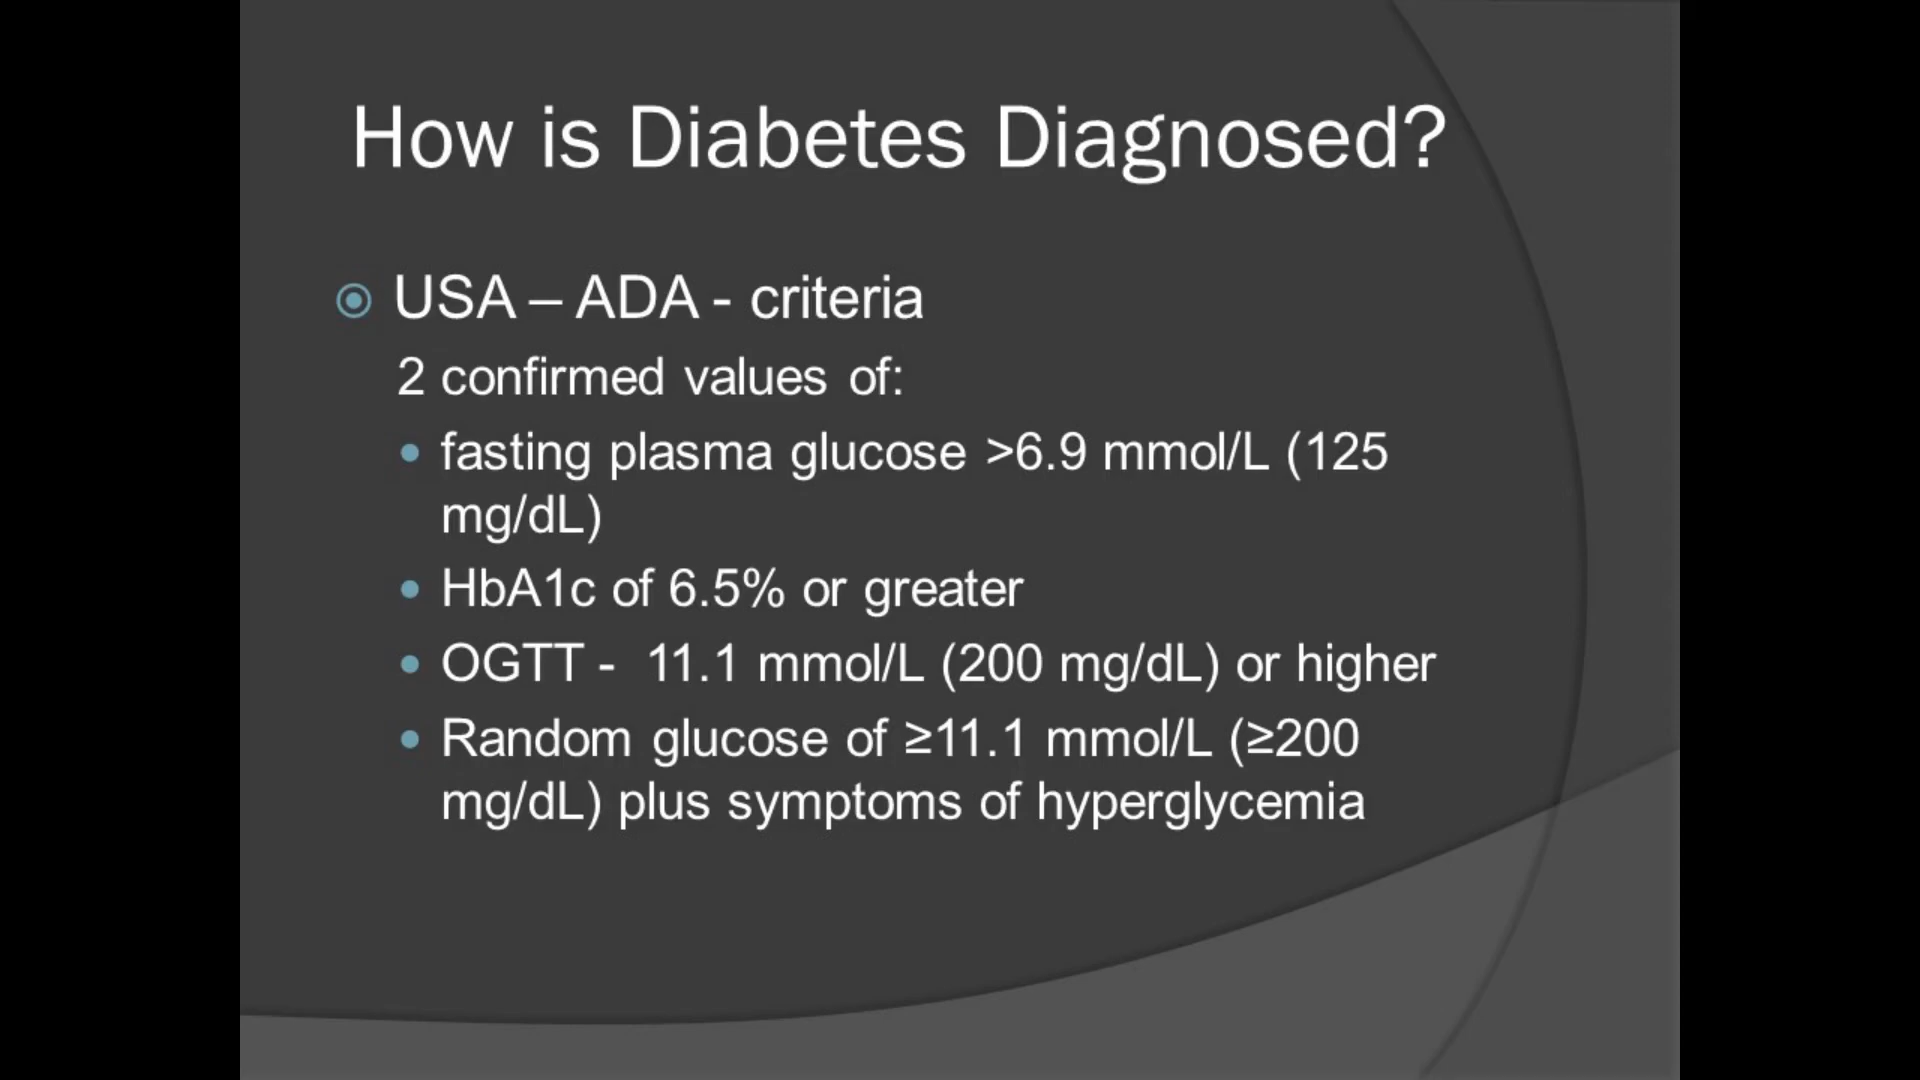 How is Diabetes Diagnosed?
USA – ADA - criteria
2 confirmed values of:
fasting plasma glucose >6.9 mmol/L (125
mg/dL)
HbA1c of 6.5% or greater
OGTT - 11.1 mmol/L (200 mg/dL) or higher
Random glucose of ≥11.1 mmol/L (≥200
mg/dL) plus symptoms of hyperglycemia